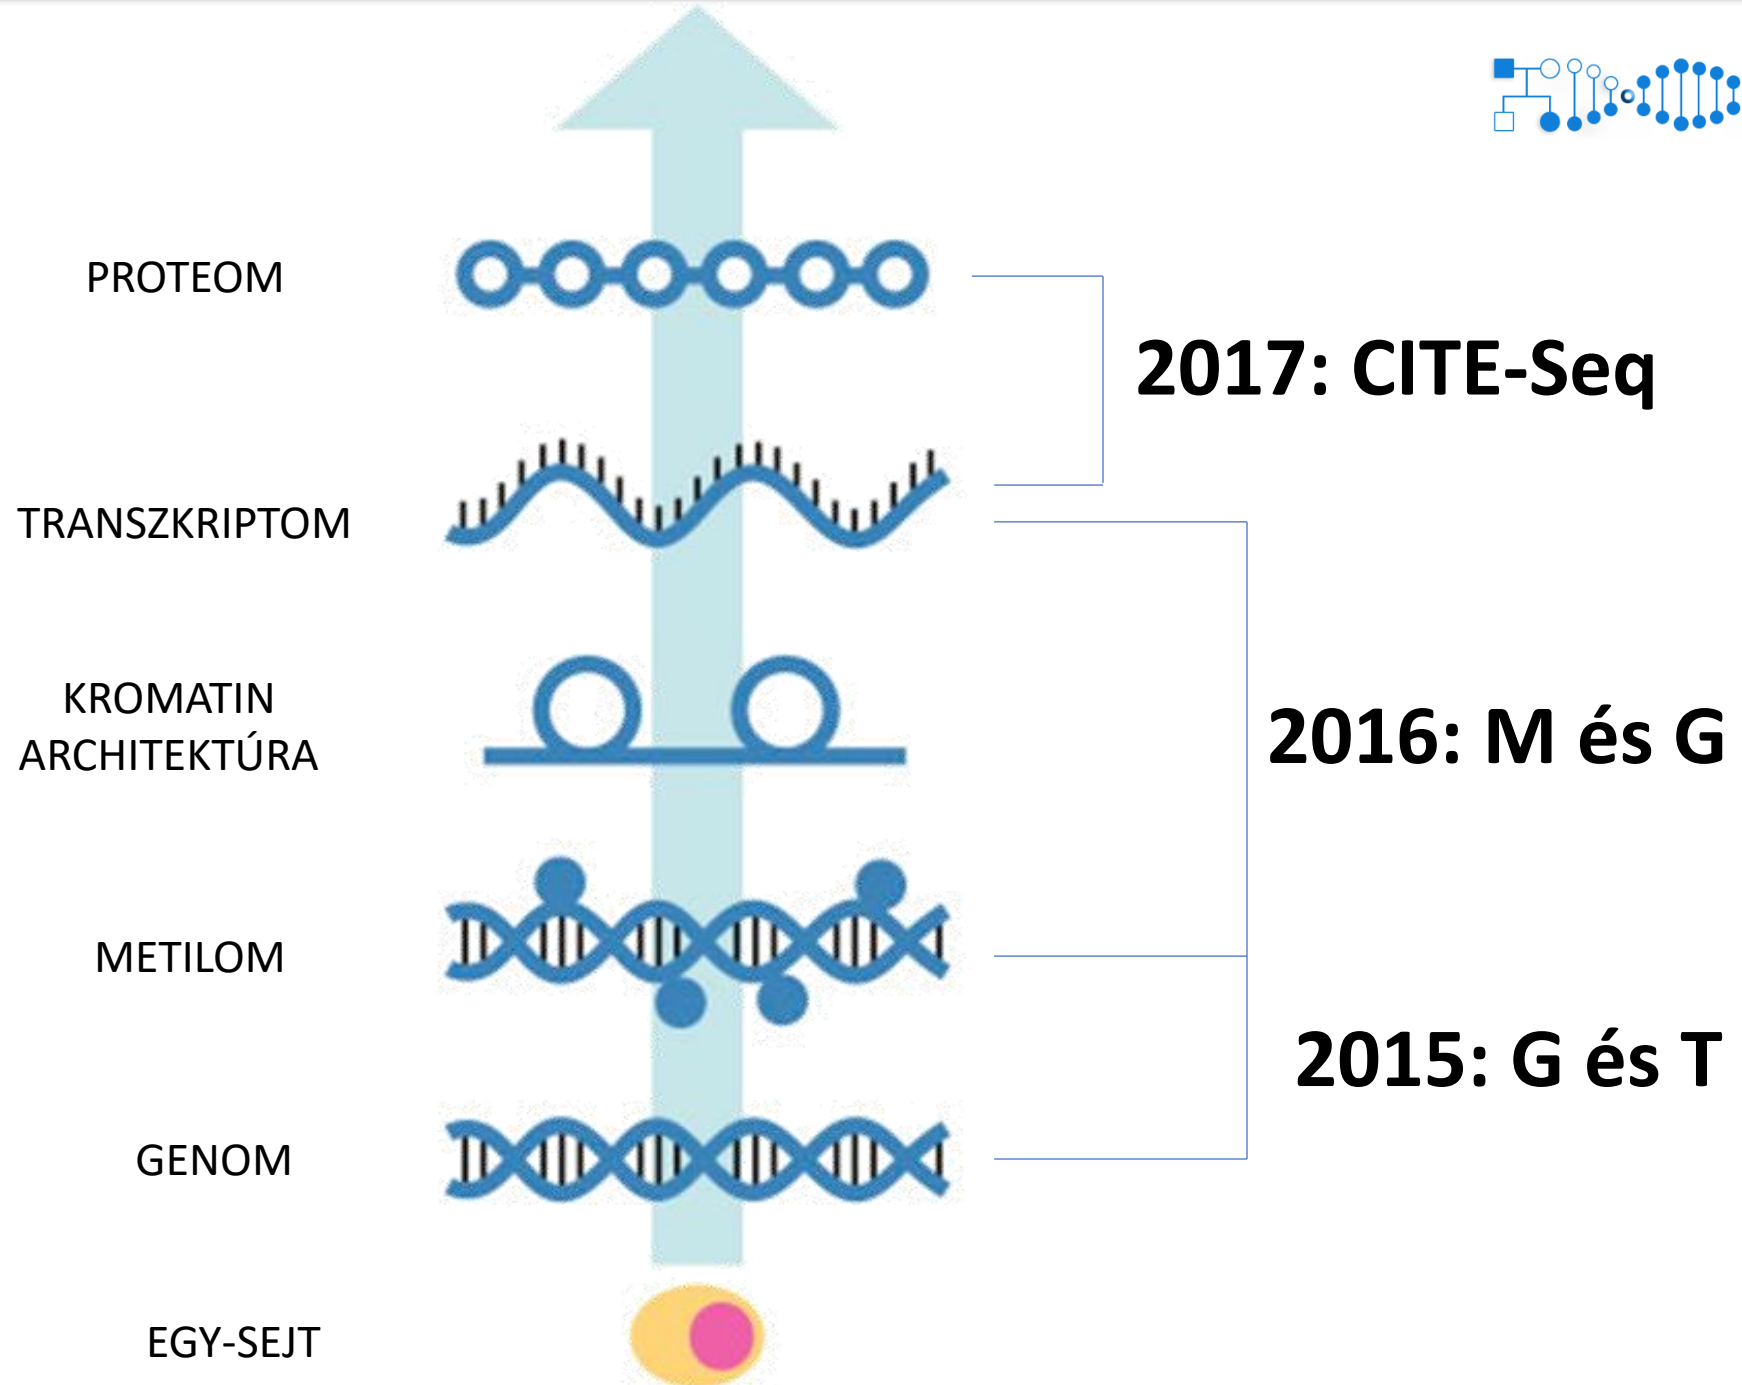 PROTEOM
2017: CITE-Seq
TRANSZKRIPTOM
KROMATIN
ARCHITEKTÚRA
2016: M és G
METILOM
2015: G és T
GENOM
EGY-SEJT